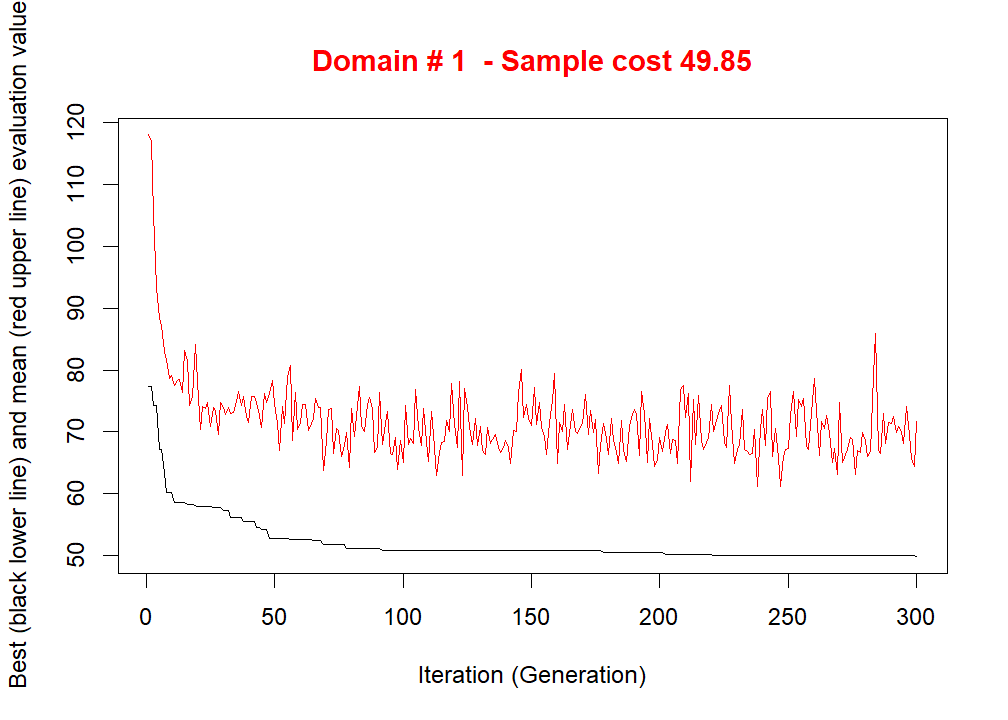 Domain # 1  - Sample cost 49.85
Best (black lower line) and mean (red upper line) evaluation value
120
110
100
90
80
70
60
50
0 50 100 150 200 250 300
Iteration (Generation)